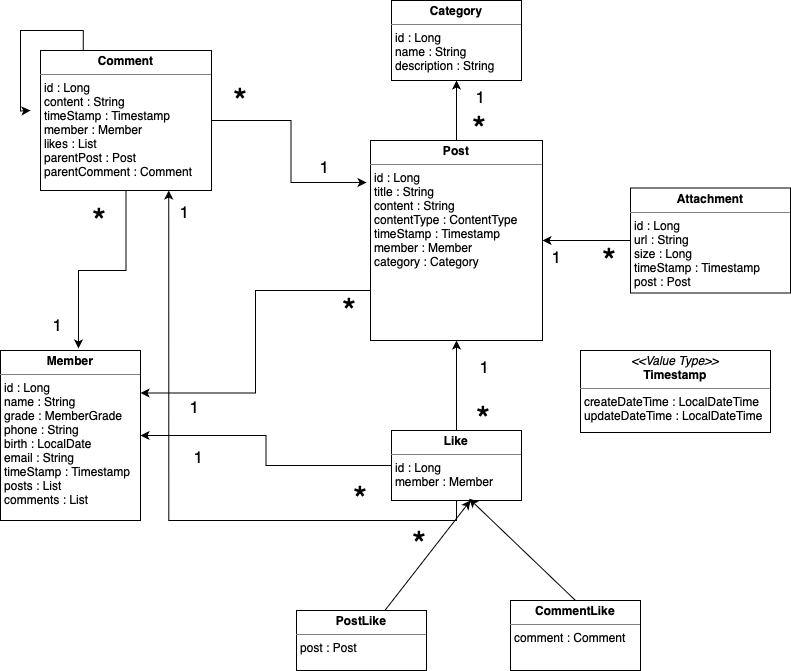 Category
id : Long
name : String
description : String
Comment
id : Long
content : String
timeStamp : Timestamp
member : Member
likes : List
parentPost : Post
parentComment : Comment
*
1
*
1
Post
id : Long
title : String
content : String
contentType : ContentType
timeStamp : Timestamp
member : Member
category : Category
Attachment
id : Long
url : String
size : Long
timeStamp : Timestamp
post : Post
*
1
1
*
*
1
1
Member
id : Long
name : String
grade : MemberGrade
phone : String
birth : LocalDate
email : String
timeStamp : Timestamp
posts : List
comments : List
<<Value Type>>
Timestamp
createDateTime : LocalDateTime
updateDateTime : LocalDateTime
1
*
1
*
Like
id : Long
member : Member
*
PostLike
post : Post
CommentLike
comment : Comment